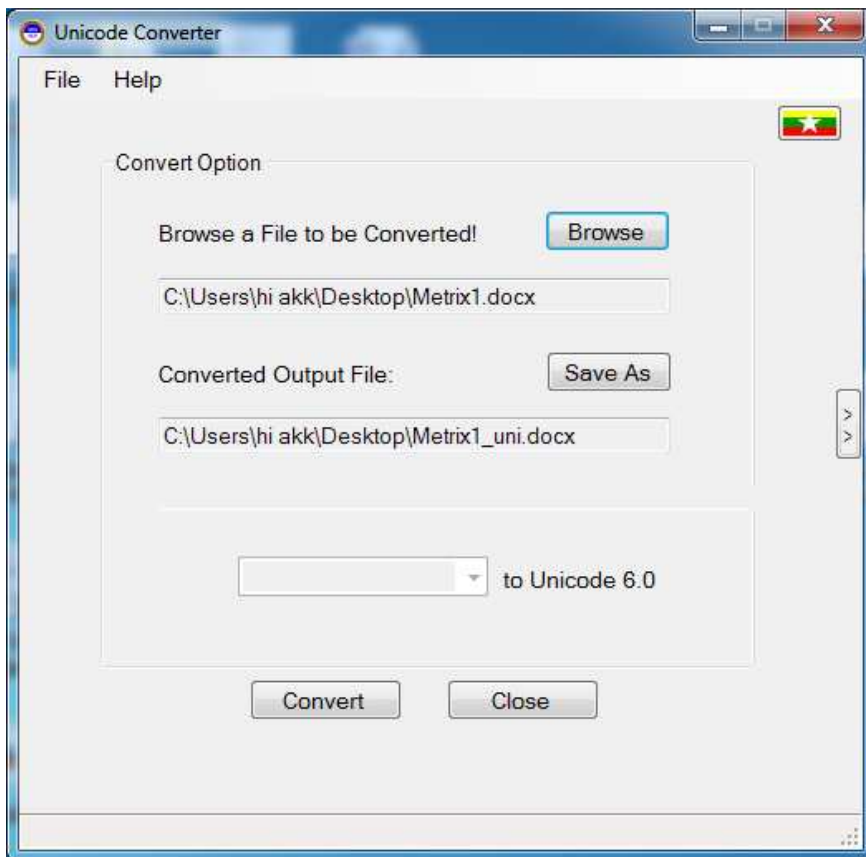 Unicode Converter
File Help
Convert Option
Browse a File to be Converted! Browse
C:\Users\hi akk\Desktop\Metrix1.docx
Converted Output File: Save As
C:\Users\hi akk\Desktop\Metrix1_uni.docx
>
>
to Unicode 6.0
Convert Close